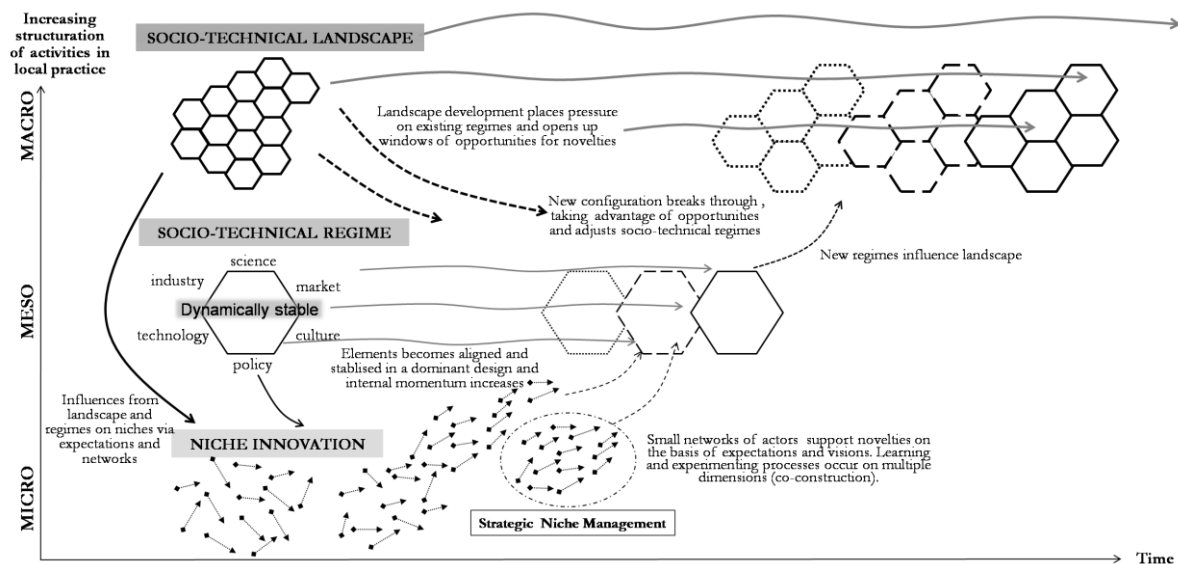 Increasing
structuration
of activities in
local practice
SOCIO-TECHNICAL LANDSCAPE
MACRO
Landscape development places pressure
on existing regimes and opens up
windows of opportunities for novelties
New configuration breaks through ,
taking advantage of opportunities
and adjusts socio-technical regimes
SOCIO-TECHNICAL REGIME
New regimes influence landscape
MESO
science
industry
market
Dynamically stable
technology
culture
policy
Elements becomes aligned and
stablised in a dominant design and
internal momentum increases
Influences from
landscape and
regimes on niches via
expectations and
networks
NICHE INNOVATION
MICRO
Small networks of actors support novelties on
the basis of expectations and visions. Learning
and experimenting processes occur on multiple
dimensions (co-construction).
Strategic Niche Management
Time